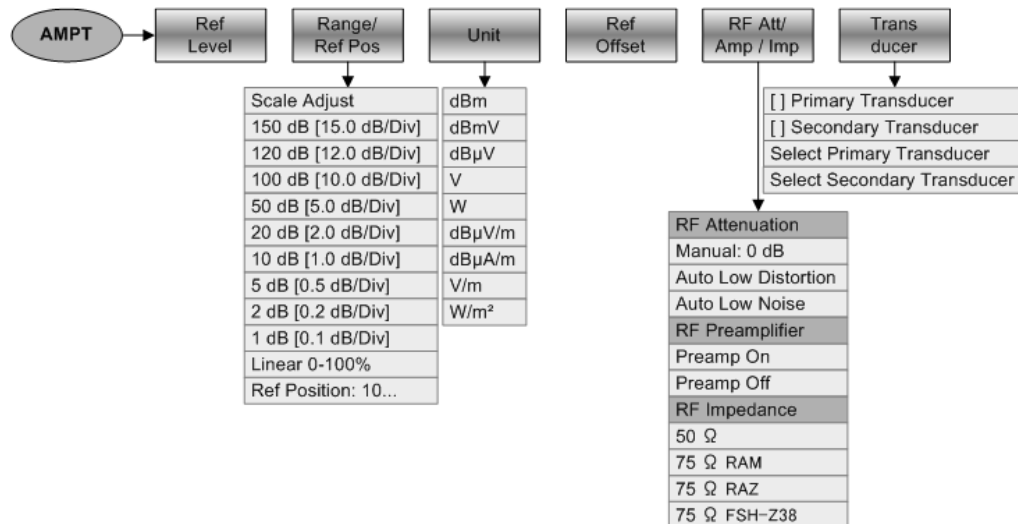 AMPT
Ref
Level
Range/
Ref Pos
Unit
Ref
Offset
RF Att/
Amp / Imp
Trans
ducer
Scale Adjust
150 dB [15.0 dB/Div]
120 dB [12.0 dB/Div]
100 dB [10.0 dB/Div]
50 dB [5.0 dB/Div]
20 dB [2.0 dB/Div]
10 dB [1.0 dB/Div]
5 dB [0.5 dB/Div]
2 dB [0.2 dB/Div]
1 dB [0.1 dB/Div]
Linear 0-100%
Ref Position: 10...
dBm
dBmV
dBµV
V
W
dBµV/m
dBµA/m
V/m
W/m²
[ ] Primary Transducer
[ ] Secondary Transducer
Select Primary Transducer
Select Secondary Transducer
RF Attenuation
Manual: 0 dB
Auto Low Distortion
Auto Low Noise
RF Preamplifier
Preamp On
Preamp Off
RF Impedance
50 Ω
75 Ω RAM
75 Ω RAZ
75 Ω FSH-Z38